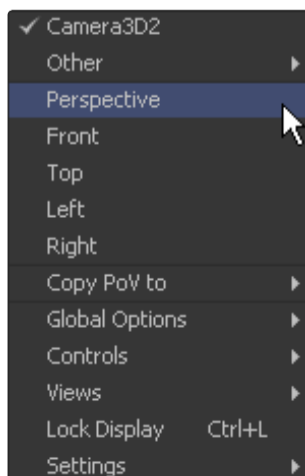 Camera3D2
Other
Perspective
Front
Top
Left
Right
Copy PoV to
Global Options
Controls
Views
Lock Display Ctrl+L
Settings